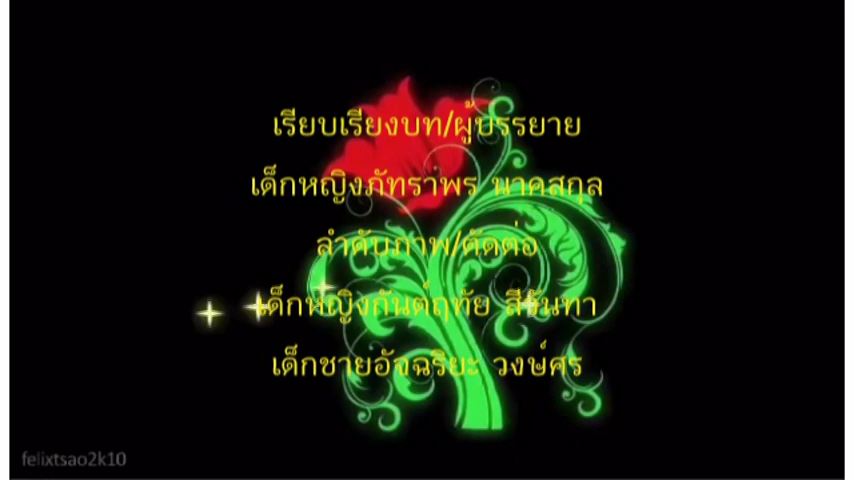 เรียบเรียงบท/ผู้บรรยาย
เด็กหญิงภัทราพร นาคสกุล
ลำดับภาพ/ตัดต่อ
เด็กหญิงกันต์ฤทัย สีจันทา
เด็กชายอัจฉริยะ วงษ์ศร
felixtsao2k10